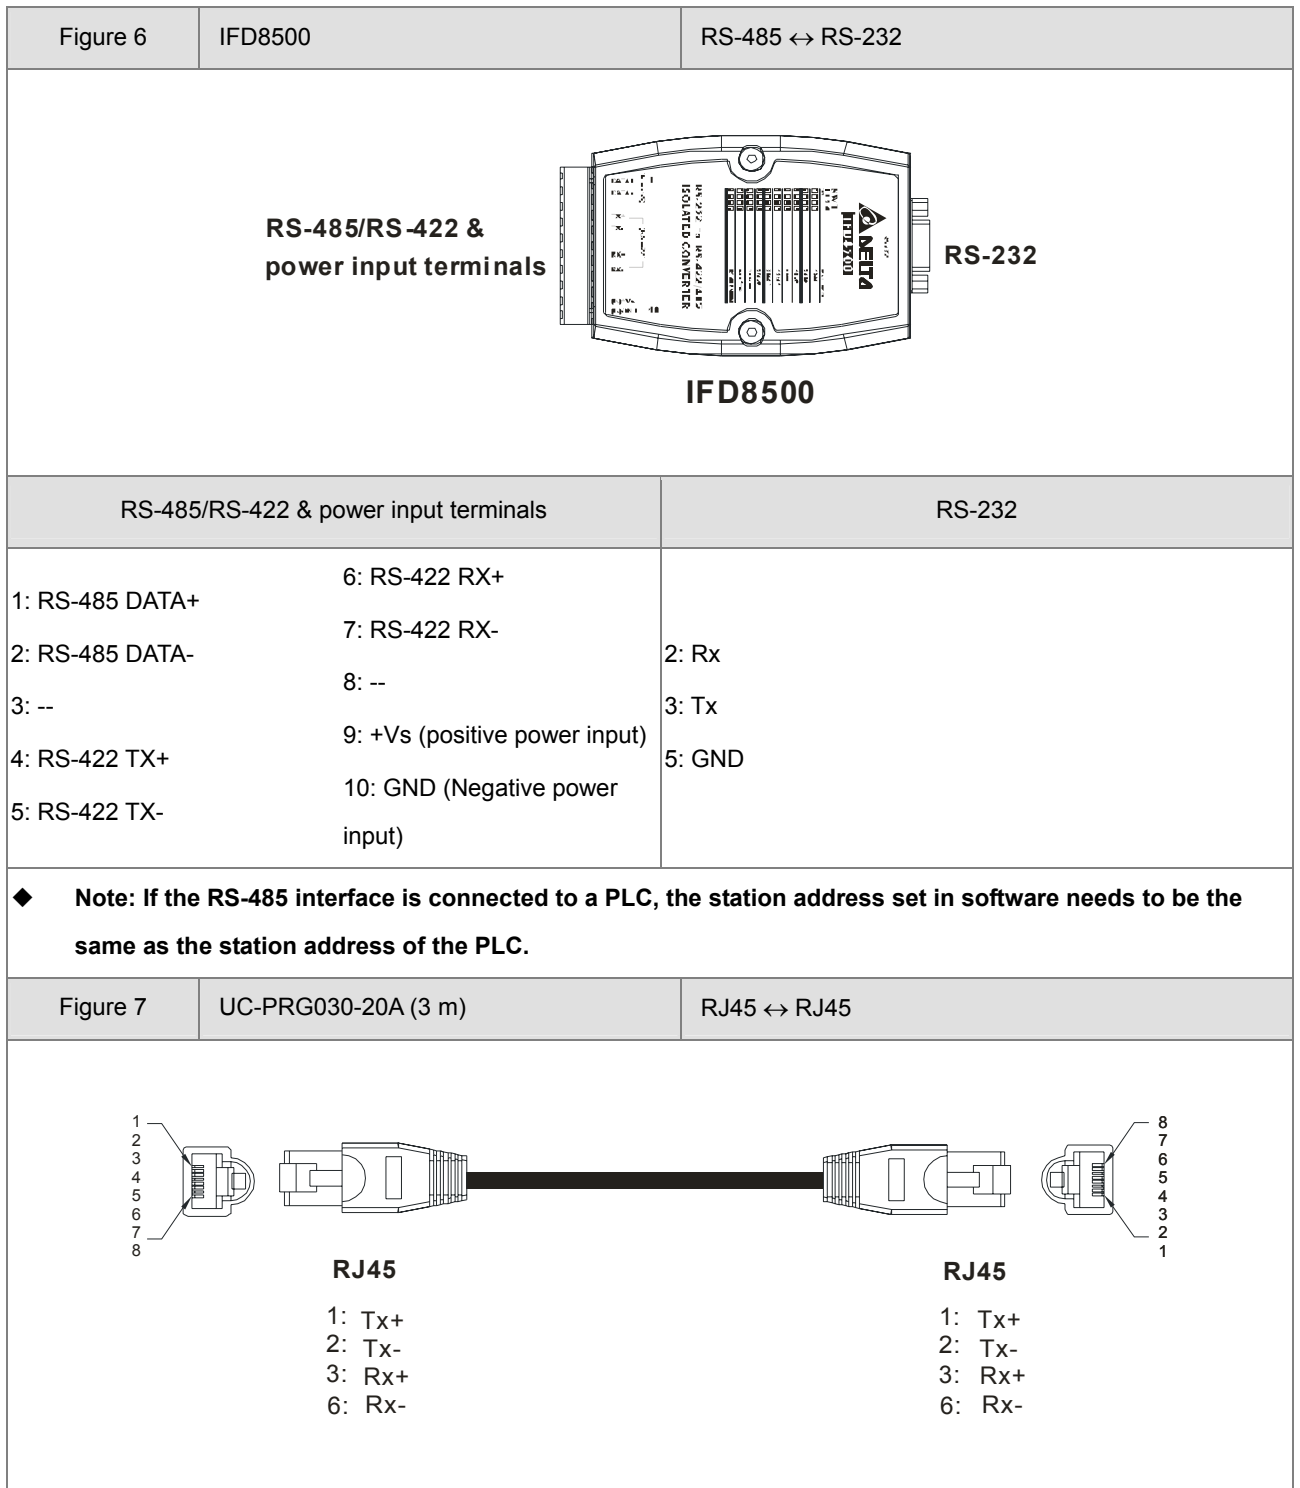 Figure 6
IFD8500
RS-485 ↔ RS-232
RS-485/RS-422 &
power input terminals
ISOLATED CONVERTER
DELTA
RS-232
IFD8500
RS-485/RS-422 & power input terminals
RS-232
1: RS-485 DATA+
2: RS-485 DATA-
3: --
4: RS-422 TX+
5: RS-422 TX-
6: RS-422 RX+
7: RS-422 RX-
8: --
9: +Vs (positive power input)
10: GND (Negative power
input)
2: Rx
3: Tx
5: GND
◆ Note: If the RS-485 interface is connected to a PLC, the station address set in software needs to be the
same as the station address of the PLC.
Figure 7
UC-PRG030-20A (3 m)
RJ45 ↔ RJ45
1
2
3
4
5
6
7
8
RJ45
1: Tx+
2: Tx-
3: Rx+
6: Rx-
8
7
6
5
4
3
2
1
RJ45
1: Tx+
2: Tx-
3: Rx+
6: Rx-